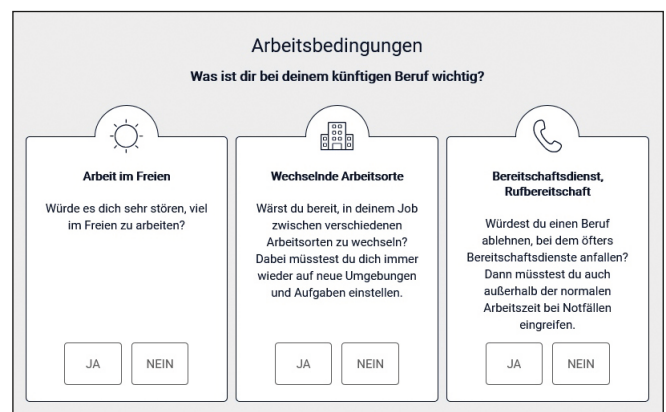 Arbeitsbedingungen
Was ist dir bei deinem künftigen Beruf wichtig?
Arbeit im Freien
Würde es dich sehr stören, viel
im Freien zu arbeiten?
JA
NEIN
Wechselnde Arbeitsorte
Wärst du bereit, in deinem Job
zwischen verschiedenen
Arbeitsorten zu wechseln?
Dabei müsstest du dich immer
wieder auf neue Umgebungen
und Aufgaben einstellen.
JA
NEIN
Bereitschaftsdienst,
Rufbereitschaft
Würdest du einen Beruf
ablehnen, bei dem öfters
Bereitschaftsdienste anfallen?
Dann müsstest du auch
außerhalb der normalen
Arbeitszeit bei Notfällen
eingreifen.
JA
NEIN